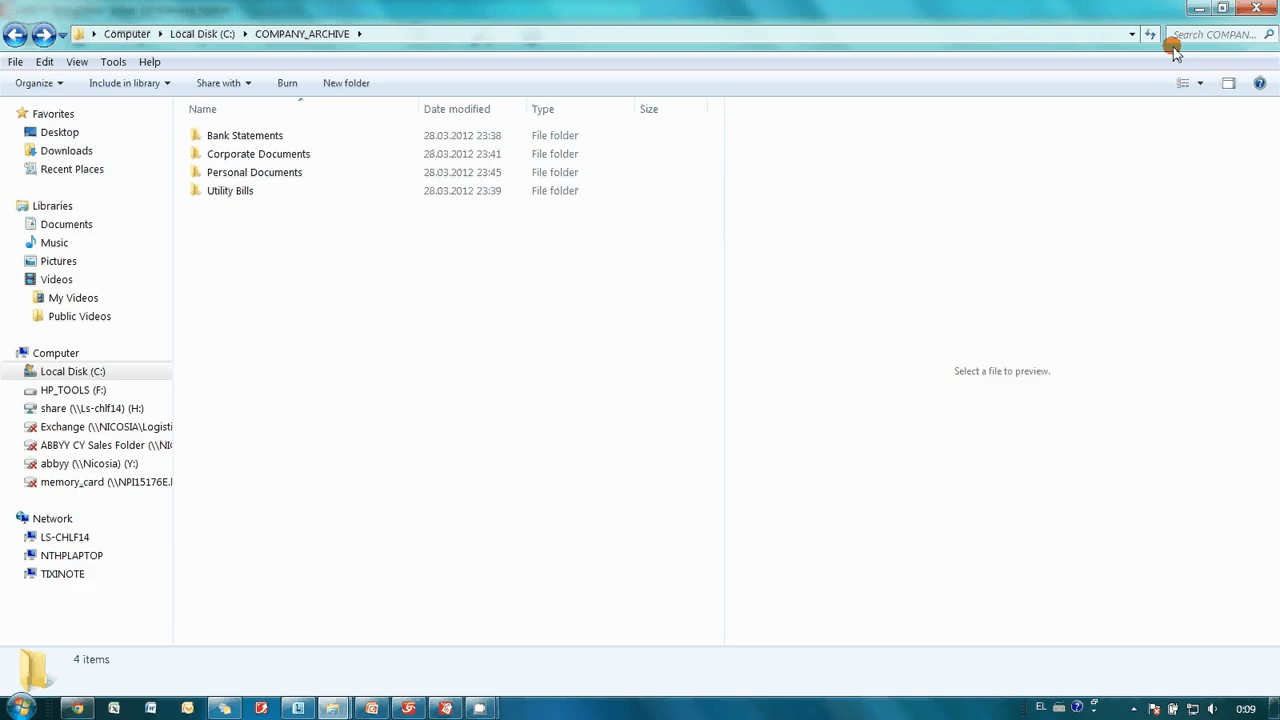 Computer Local Disk (C:) COMPANY_ARCHIVE Search COMPAN...
File Edit View Tools Help
Organize Include in library Share with Burn New folder
Name Date modified Type Size
Bank Statements 28.03.2012 23:38 File folder
Corporate Documents 28.03.2012 23:41 File folder
Personal Documents 28.03.2012 23:45 File folder
Utility Bills 28.03.2012 23:39 File folder
Favorites
Desktop
Downloads
Recent Places
Libraries
Documents
Music
Pictures
Videos
My Videos
Public Videos
Computer
Local Disk (C:)
HP_TOOLS (F:)
share (\\Ls-chlf14) (H:)
Exchange (\\NICOSIA\Logisti
ABBYY CY Sales Folder (\\NIC
abbyy (\\Nicosia) (Y:)
memory_card (\\NPI15176E.l
Network
LS-CHLF14
NTHPLAPTOP
TIXINOTE
Select a file to preview.
4 items
EL 0:09